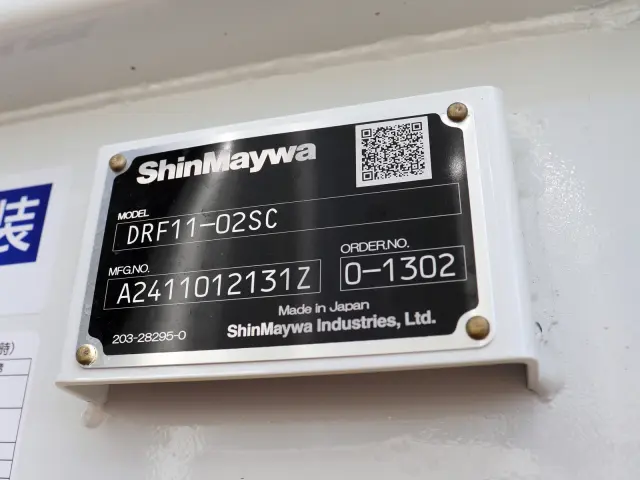 ShinMaywa
MODEL
DRF11-02SC
MFG.NO.
A2411012131Z
ORDER.NO.
0-1302
Made in Japan
203-28295-0
ShinMaywa Industries, Ltd.
装
時)